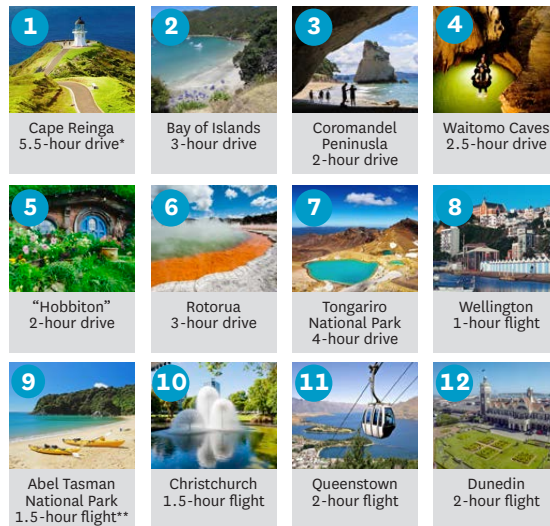 1
Cape Reinga
5.5-hour drive*
2
Bay of Islands
3-hour drive
3
Coromandel
Peninusla
2-hour drive
4
Waitomo Caves
2.5-hour drive
5
“Hobbiton”
2-hour drive
6
Rotorua
3-hour drive
7
Tongariro
National Park
4-hour drive
8
Wellington
1-hour flight
9
Abel Tasman
National Park
1.5-hour flight**
10
Christchurch
1.5-hour flight
11
Queenstown
2-hour flight
12
Dunedin
2-hour flight